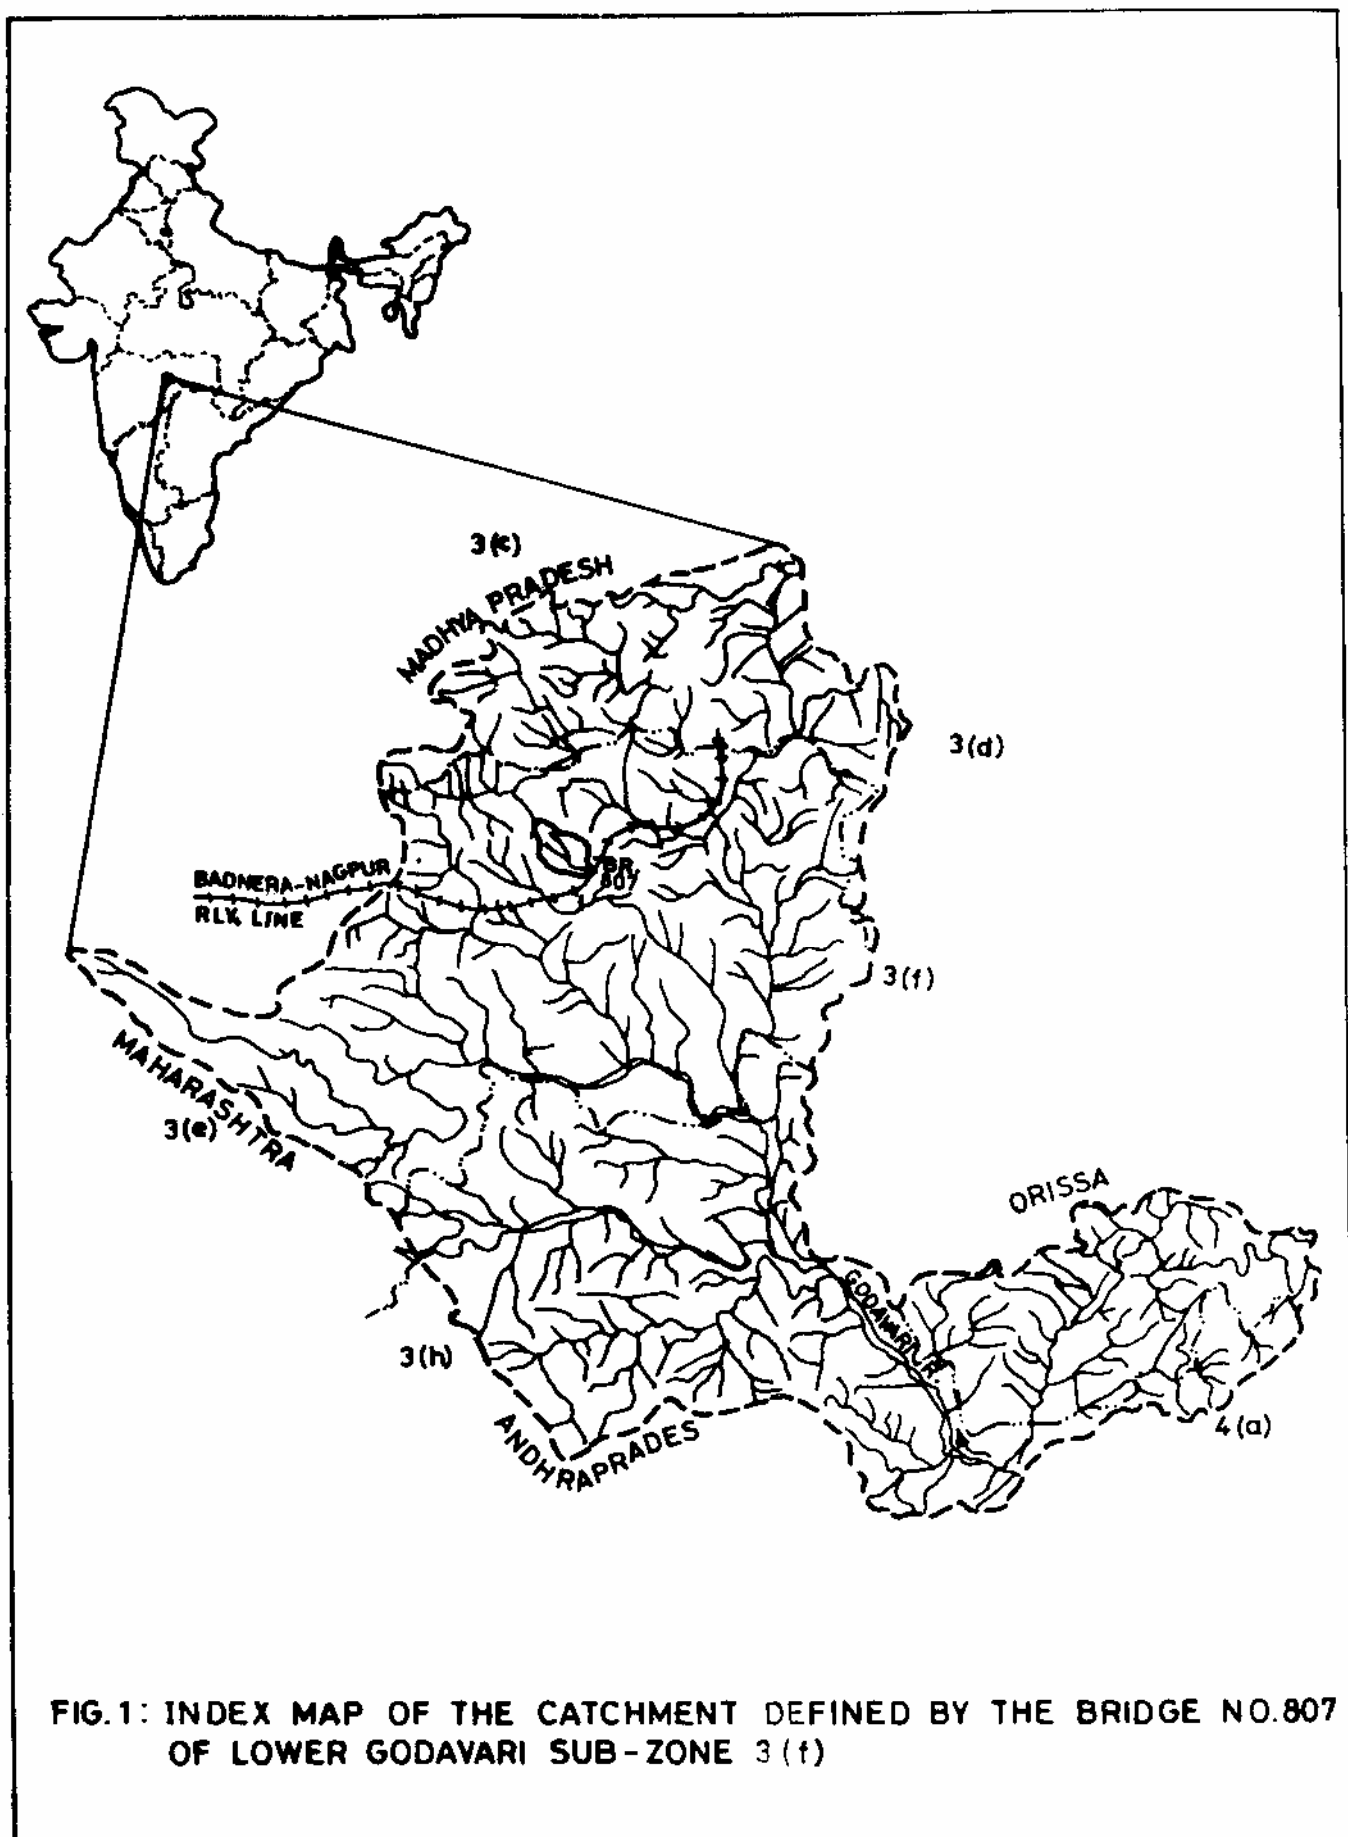 3(c)
MADHYA PRADESH
3(d)
BADNERA-NAGPUR
RLY. LINE
BR.
807
3(f)
MAHARASHTRA
3(e)
ORISSA
GODAVARI R.
3(h)
ANDHRAPRADES
4(a)
FIG. 1: INDEX MAP OF THE CATCHMENT DEFINED BY THE BRIDGE NO. 807
OF LOWER GODAVARI SUB-ZONE 3(f)